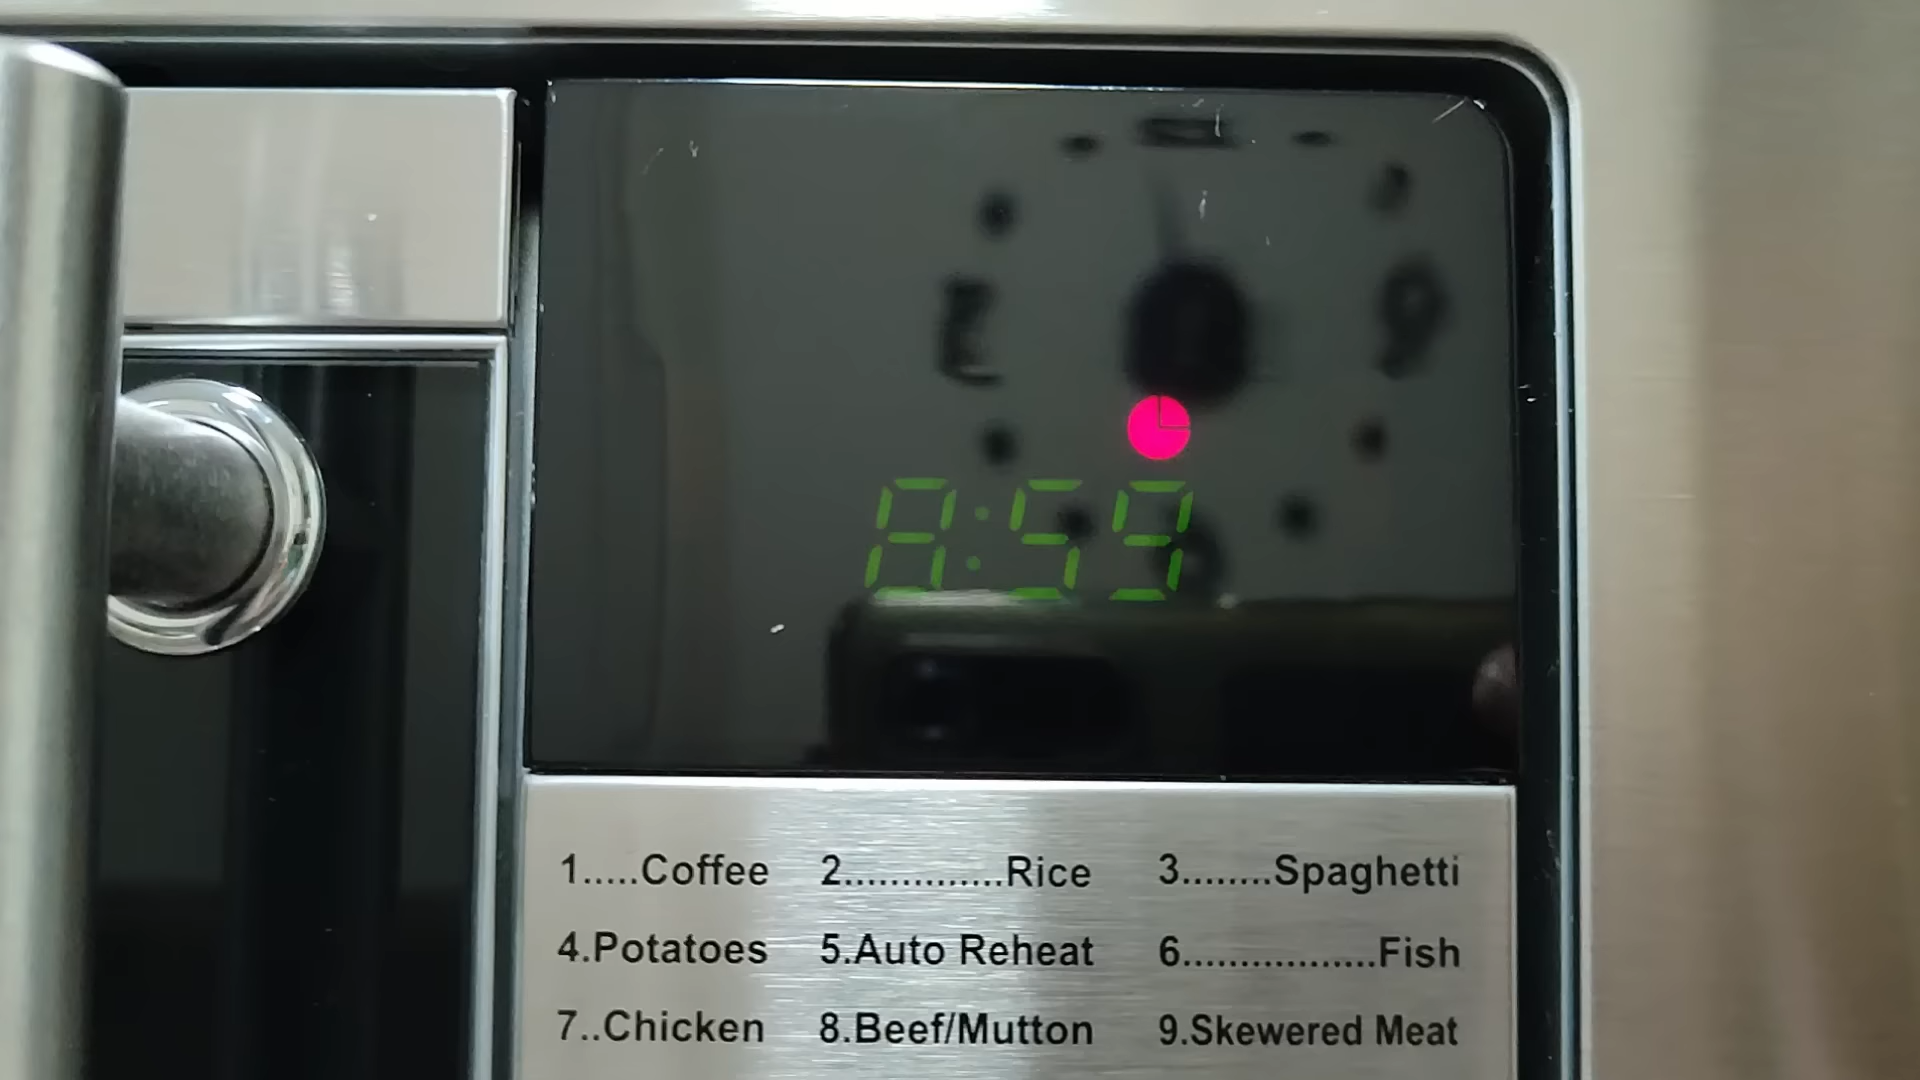 8:59
1.....Coffee 2..............Rice 3........Spaghetti
4.Potatoes 5.Auto Reheat 6.................Fish
7..Chicken 8.Beef/Mutton 9.Skewered Meat